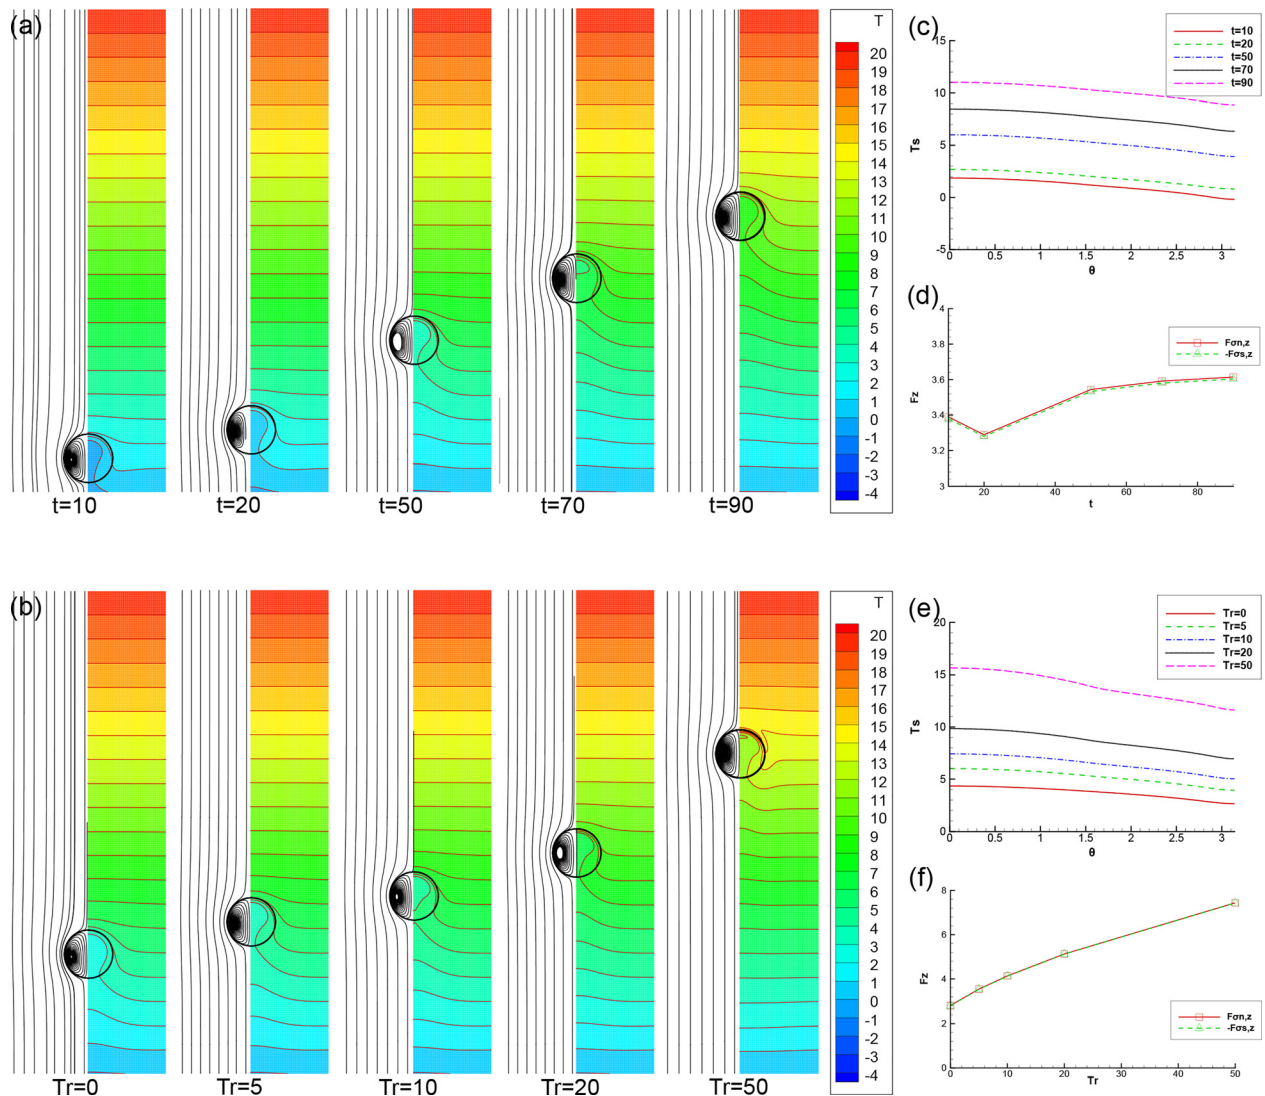 (a)
t=10
t=20
t=50
t=70
t=90
T
20
19
18
17
16
15
14
13
12
11
10
9
8
7
6
5
4
3
2
1
0
-1
-2
-3
-4
(c)
t=10
t=20
t=50
t=70
t=90
15
10
5
0
-5
Ts
0
0.5
1
1.5
2
2.5
3
θ
(d)
Fσn,z
-Fσs,z
4
3.8
3.6
3.4
3.2
3
Fz
20
40
60
80
t
(b)
Tr=0
Tr=5
Tr=10
Tr=20
Tr=50
T
20
19
18
17
16
15
14
13
12
11
10
9
8
7
6
5
4
3
2
1
0
-1
-2
-3
-4
(e)
Tr=0
Tr=5
Tr=10
Tr=20
Tr=50
20
15
10
5
0
Ts
0
0.5
1
1.5
2
2.5
3
θ
(f)
8
6
4
2
0
Fz
Fσn,z
-Fσs,z
0
10
20
30
40
50
Tr